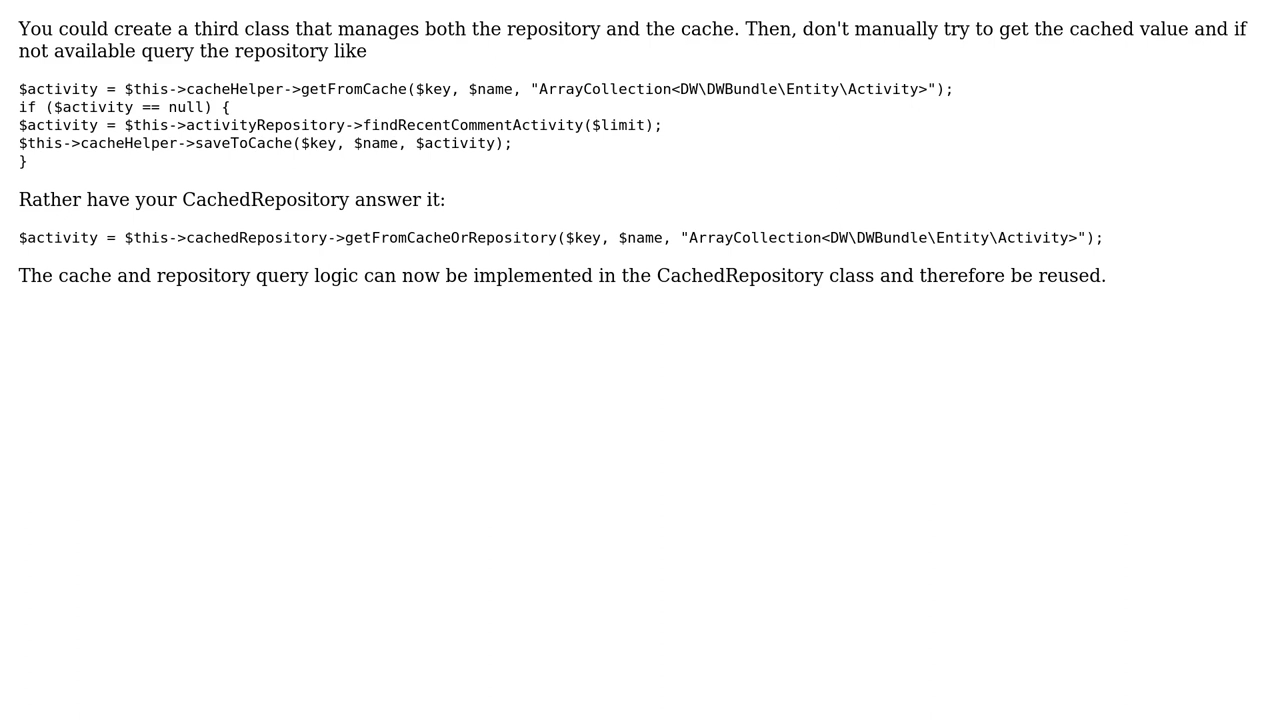 You could create a third class that manages both the repository and the cache. Then, don't manually try to get the cached value and if
not available query the repository like
$activity = $this->cacheHelper->getFromCache($key, $name, "ArrayCollection<DW\DWBundle\Entity\Activity>");
if ($activity == null) {
$activity = $this->activityRepository->findRecentCommentActivity($limit);
$this->cacheHelper->saveToCache($key, $name, $activity);
}
Rather have your CachedRepository answer it:
$activity = $this->cachedRepository->getFromCacheOrRepository($key, $name, "ArrayCollection<DW\DWBundle\Entity\Activity>");
The cache and repository query logic can now be implemented in the CachedRepository class and therefore be reused.